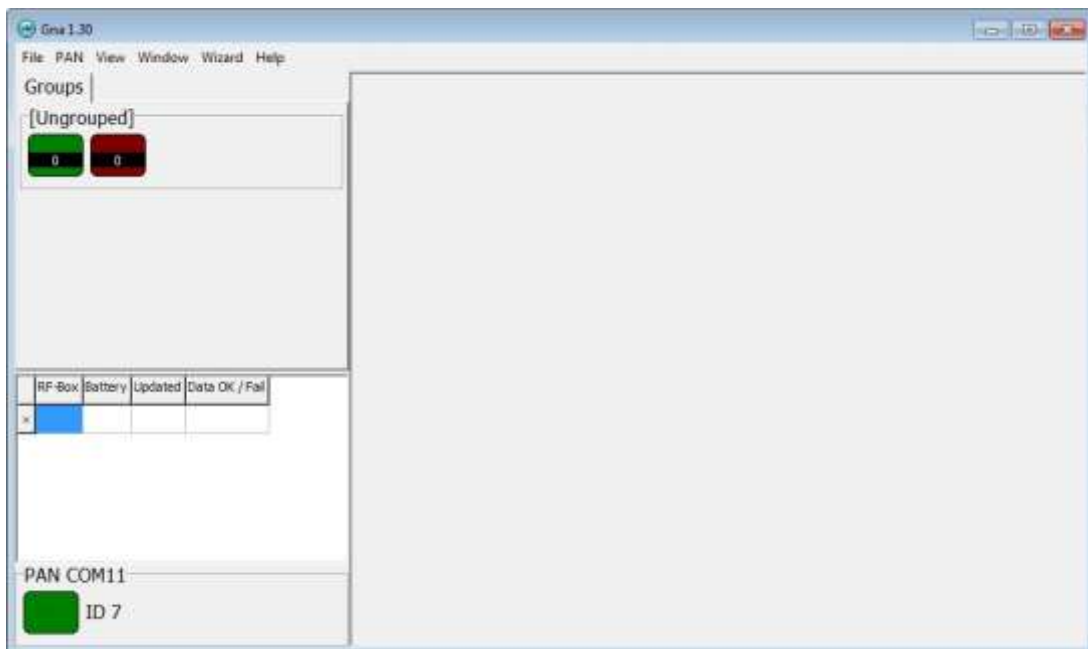 Gna 1.30
File PAN View Window Wizard Help
Groups
[Ungrouped]
0 0
RF-Box Battery Updated Data OK / Fail
PAN COM11
ID 7